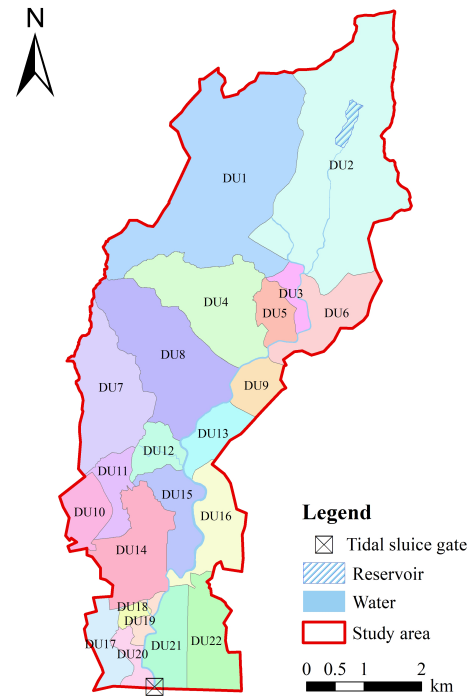 N
DU1
DU2
DU3
DU4
DU5
DU6
DU8
DU7
DU9
DU13
DU12
DU11
DU15
DU10
DU16
DU14
DU18
DU19
DU17
DU21
DU22
DU20
Legend
Tidal sluice gate
Reservoir
Water
Study area
0 0.5 1 2
km